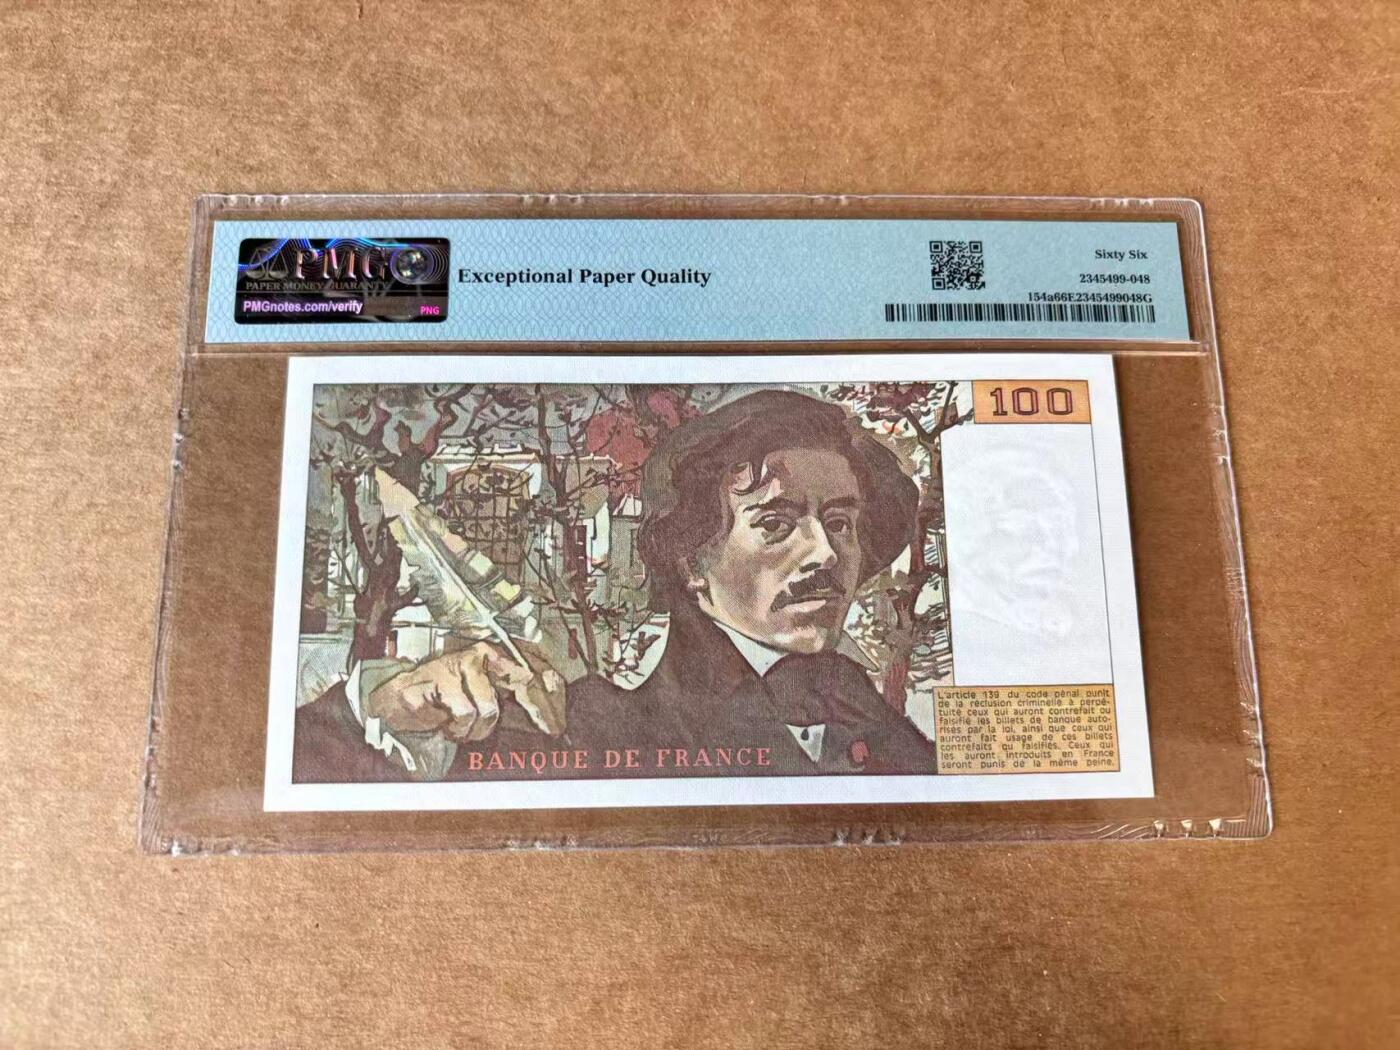 PMG
PAPER MONEY GUARANTY
PMGnotes.com/verify
PNG
Exceptional Paper Quality
Sixty Six
2345499-048
154a66E2345499048G
100
L'article 139 du code pénal punit
de la réclusion criminelle à perpé-
tuité ceux qui auront contrefait ou
falsifié les billets de banque auto-
risés par la loi, ainsi que ceux qui
auront fait usage de ces billets
contrefaits ou falsifiés. Ceux qui
les auront introduits en France
seront punis de la même peine.
BANQUE DE FRANCE